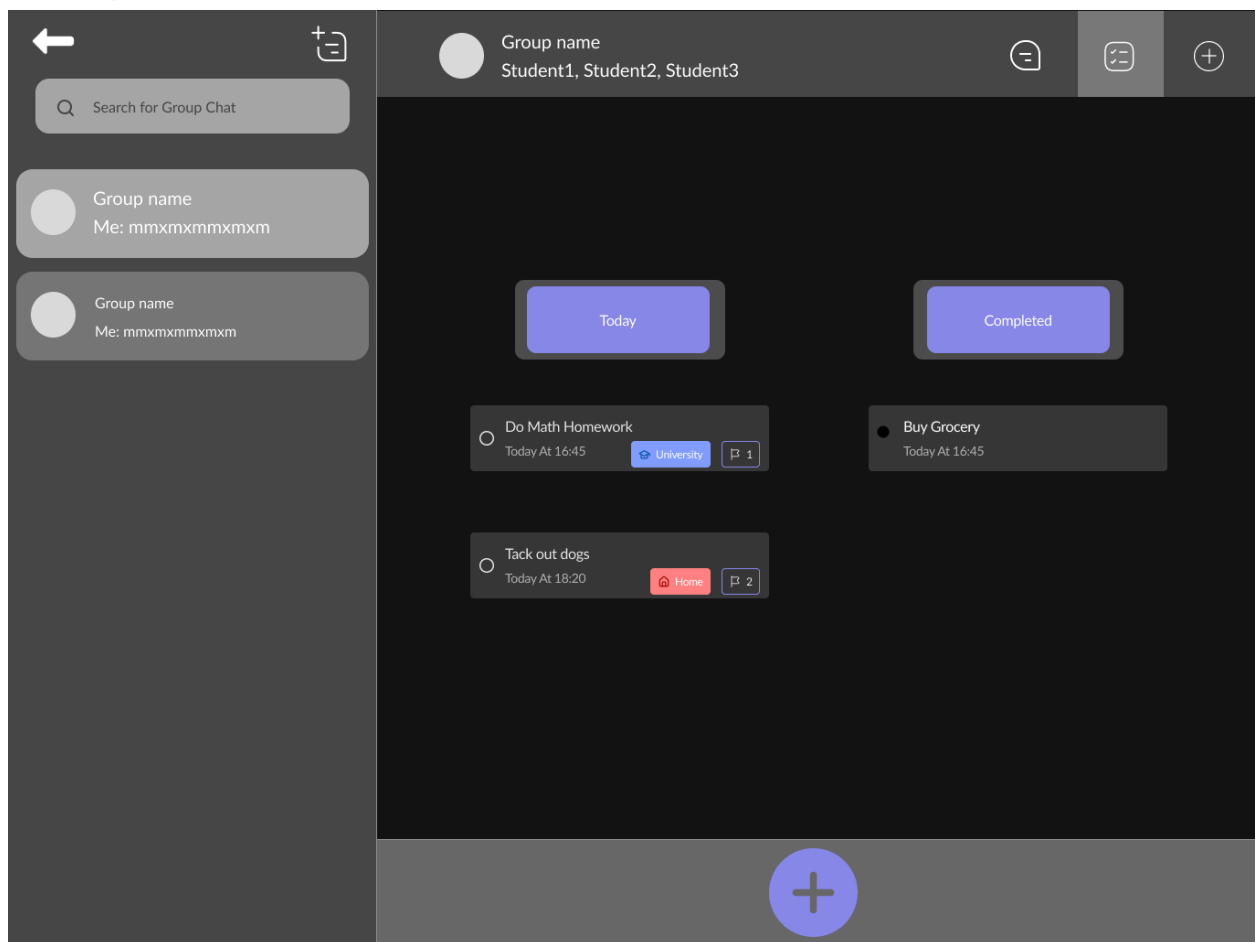 Search for Group Chat
Group name
Me: mmxmxmmxmxm
Group name
Me: mmxmxmmxmxm
Group name
Student1, Student2, Student3
Today
Do Math Homework
Today At 16:45
University
1
Tack out dogs
Today At 18:20
Home
2
Completed
Buy Grocery
Today At 16:45